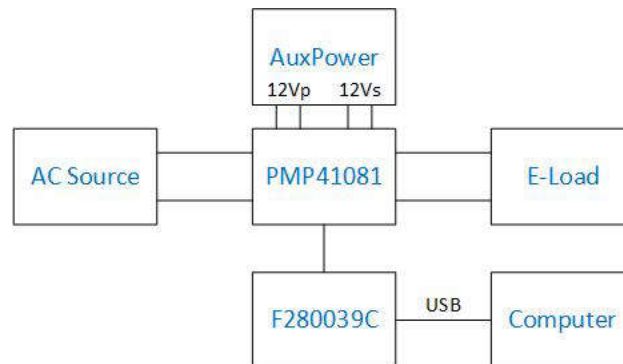 AuxPower
12Vp 12Vs
AC Source PMP41081 E-Load
F280039C USB Computer